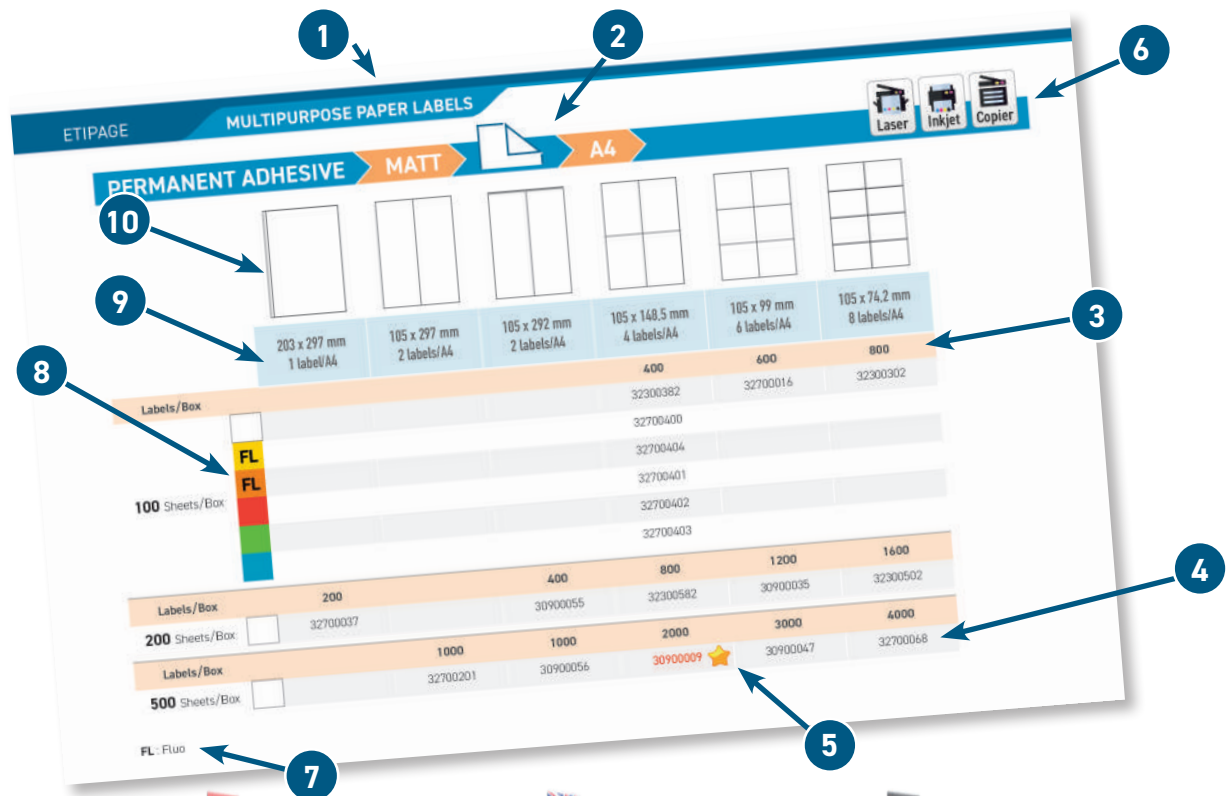 1
2
6
ETIPAGE MULTIPURPOSE PAPER LABELS
Laser Inkjet Copier
PERMANENT ADHESIVE MATT A4
10
9
203 x 297 mm 105 x 297 mm 105 x 292 mm 105 x 148,5 mm 105 x 99 mm 105 x 74,2 mm
1 label/A4 2 labels/A4 2 labels/A4 4 labels/A4 6 labels/A4 8 labels/A4
3
8
Labels/Box 400 600 800
32300382 32700016 32300302
32700400
FL 32700404
FL 32700401
100 Sheets/Box 32700402
32700403
4
Labels/Box 200 400 800 1200 1600
200 Sheets/Box 32700037 30900055 32300582 30900035 32300502
Labels/Box 1000 1000 2000 3000 4000
500 Sheets/Box 32700201 30900056 30900009 30900047 32700068
5
FL : Fluo
7